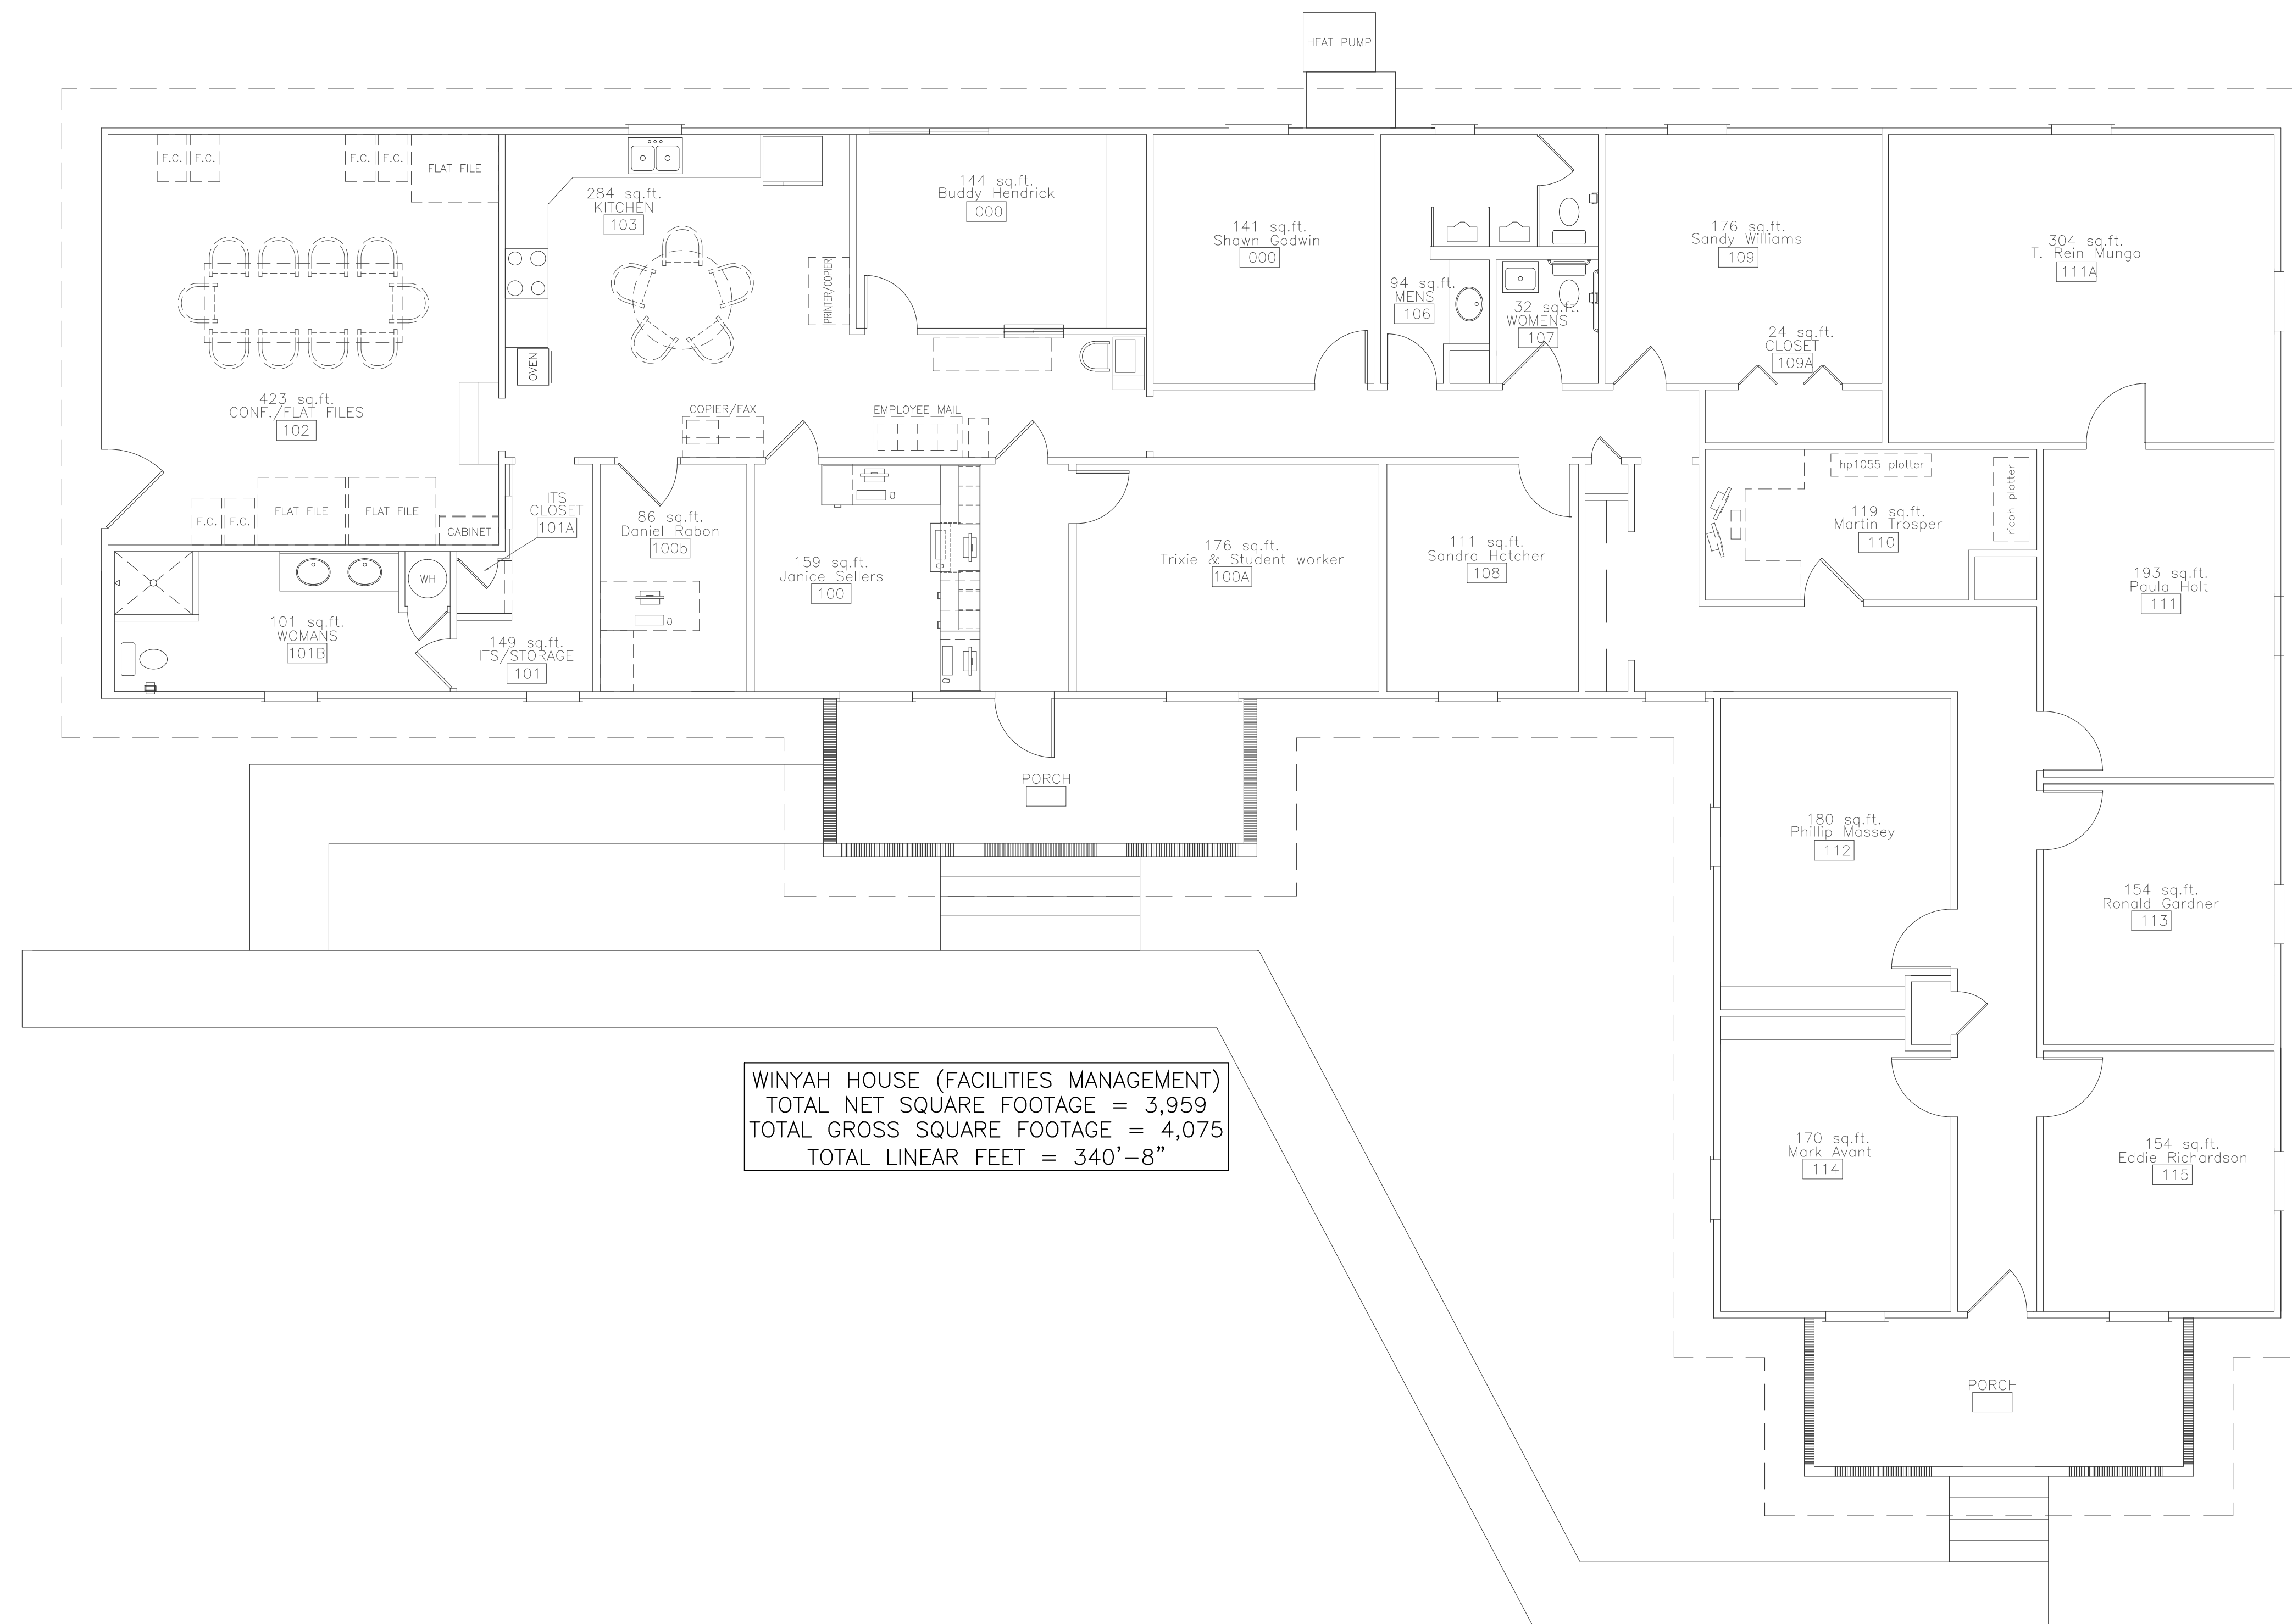 HEAT PUMP
F.C.
F.C.
F.C.
F.C.
FLAT FILE
284 sq.ft.
KITCHEN
103
144 sq.ft.
Buddy Hendrick
000
141 sq.ft.
Shawn Godwin
000
176 sq.ft.
Sandy Williams
109
304 sq.ft.
T. Rein Mungo
111A
PRINTER/COPIER
94 sq.ft.
MENS
106
32 sq.ft.
WOMENS
107
24 sq.ft.
CLOSET
109A
OVEN
423 sq.ft.
CONF./FLAT FILES
102
COPIER/FAX
EMPLOYEE MAIL
F.C.
F.C.
FLAT FILE
FLAT FILE
CABINET
ITS
CLOSET
101A
86 sq.ft.
Daniel Rabon
100b
159 sq.ft.
Janice Sellers
100
176 sq.ft.
Trixie & Student worker
100A
111 sq.ft.
Sandra Hatcher
108
hp1055 plotter
ricoh plotter
119 sq.ft.
Martin Trosper
110
193 sq.ft.
Paula Holt
111
WH
101 sq.ft.
WOMANS
101B
149 sq.ft.
ITS/STORAGE
101
PORCH
180 sq.ft.
Phillip Massey
112
154 sq.ft.
Ronald Gardner
113
WINYAH HOUSE (FACILITIES MANAGEMENT)
TOTAL NET SQUARE FOOTAGE = 3,959
TOTAL GROSS SQUARE FOOTAGE = 4,075
TOTAL LINEAR FEET = 340'-8"
170 sq.ft.
Mark Avant
114
154 sq.ft.
Eddie Richardson
115
PORCH